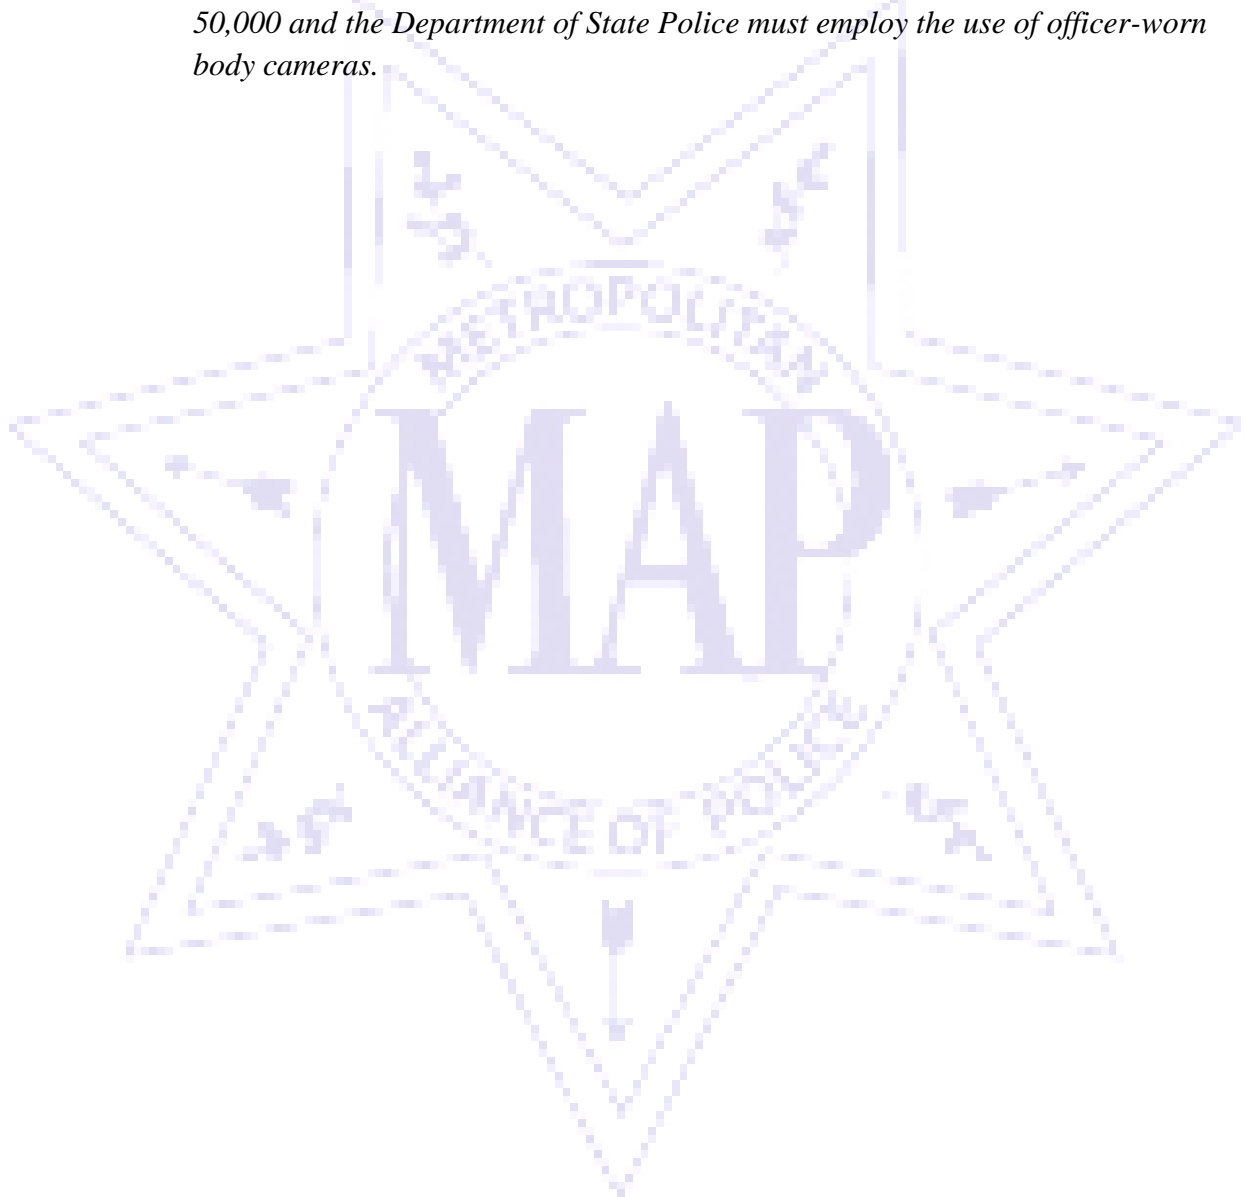 50,000 and the Department of State Police must employ the use of officer-worn
body cameras.
METROPOLITAN
MAP
ALLIANCE OF POLICE